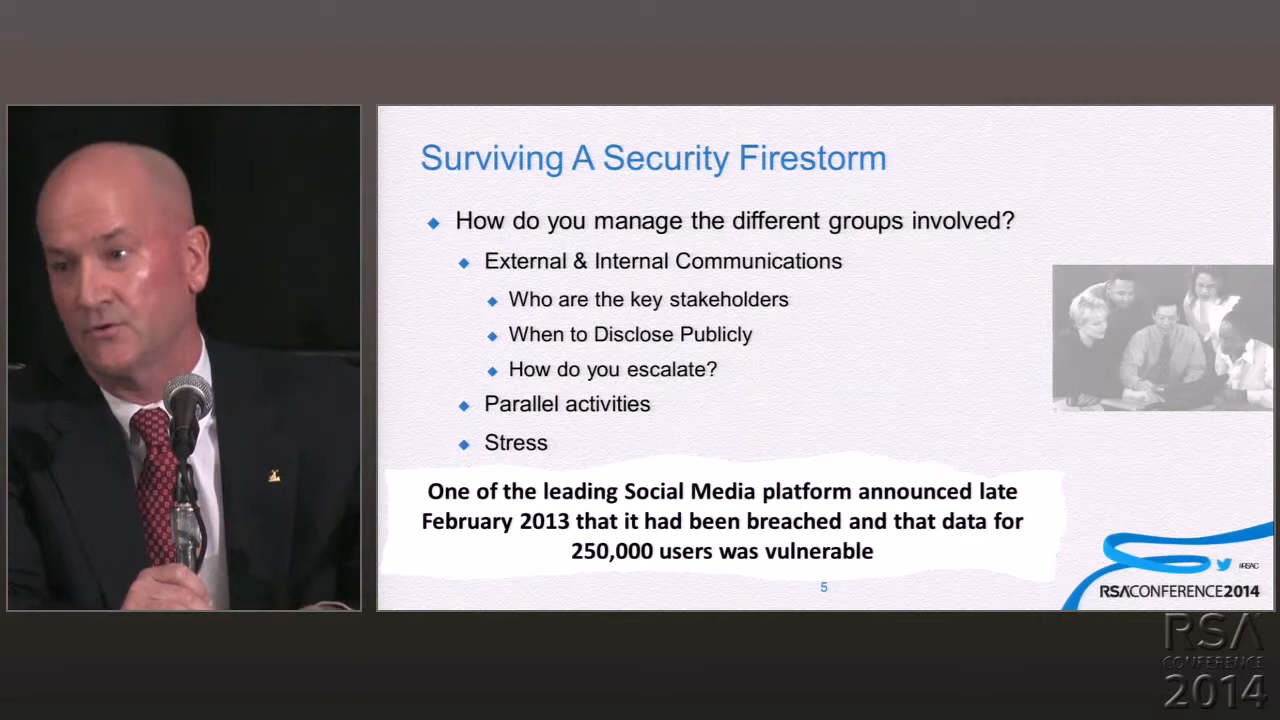 Surviving A Security Firestorm
How do you manage the different groups involved?
External & Internal Communications
Who are the key stakeholders
When to Disclose Publicly
How do you escalate?
Parallel activities
Stress
One of the leading Social Media platform announced late
February 2013 that it had been breached and that data for
250,000 users was vulnerable
5
#RSAC
RSACONFERENCE2014
RSA
CONFERENCE
2014